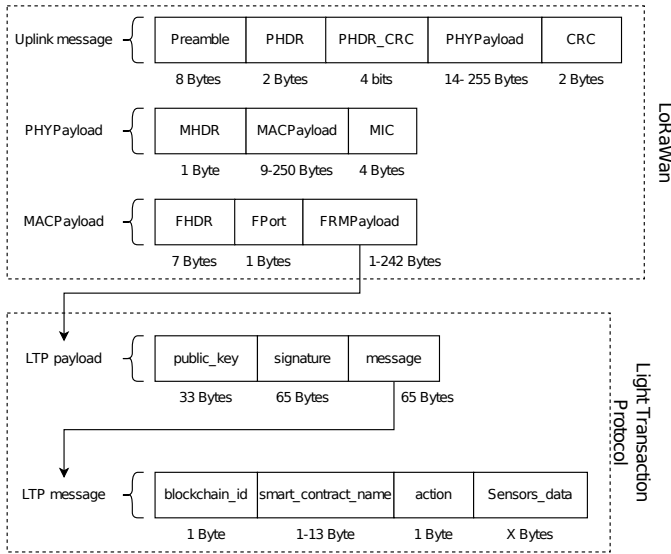 Uplink message
Preamble PHDR PHDR_CRC PHYPayload CRC
8 Bytes 2 Bytes 4 bits 14- 255 Bytes 2 Bytes
PHYPayload
MHDR MACPayload MIC
1 Byte 9-250 Bytes 4 Bytes
MACPayload
FHDR FPort FRMPayload
7 Bytes 1 Bytes 1-242 Bytes
LoRaWan
LTP payload
public_key signature message
33 Bytes 65 Bytes 65 Bytes
LTP message
blockchain_id smart_contract_name action Sensors_data
1 Byte 1-13 Byte 1 Byte X Bytes
Light Transaction
Protocol